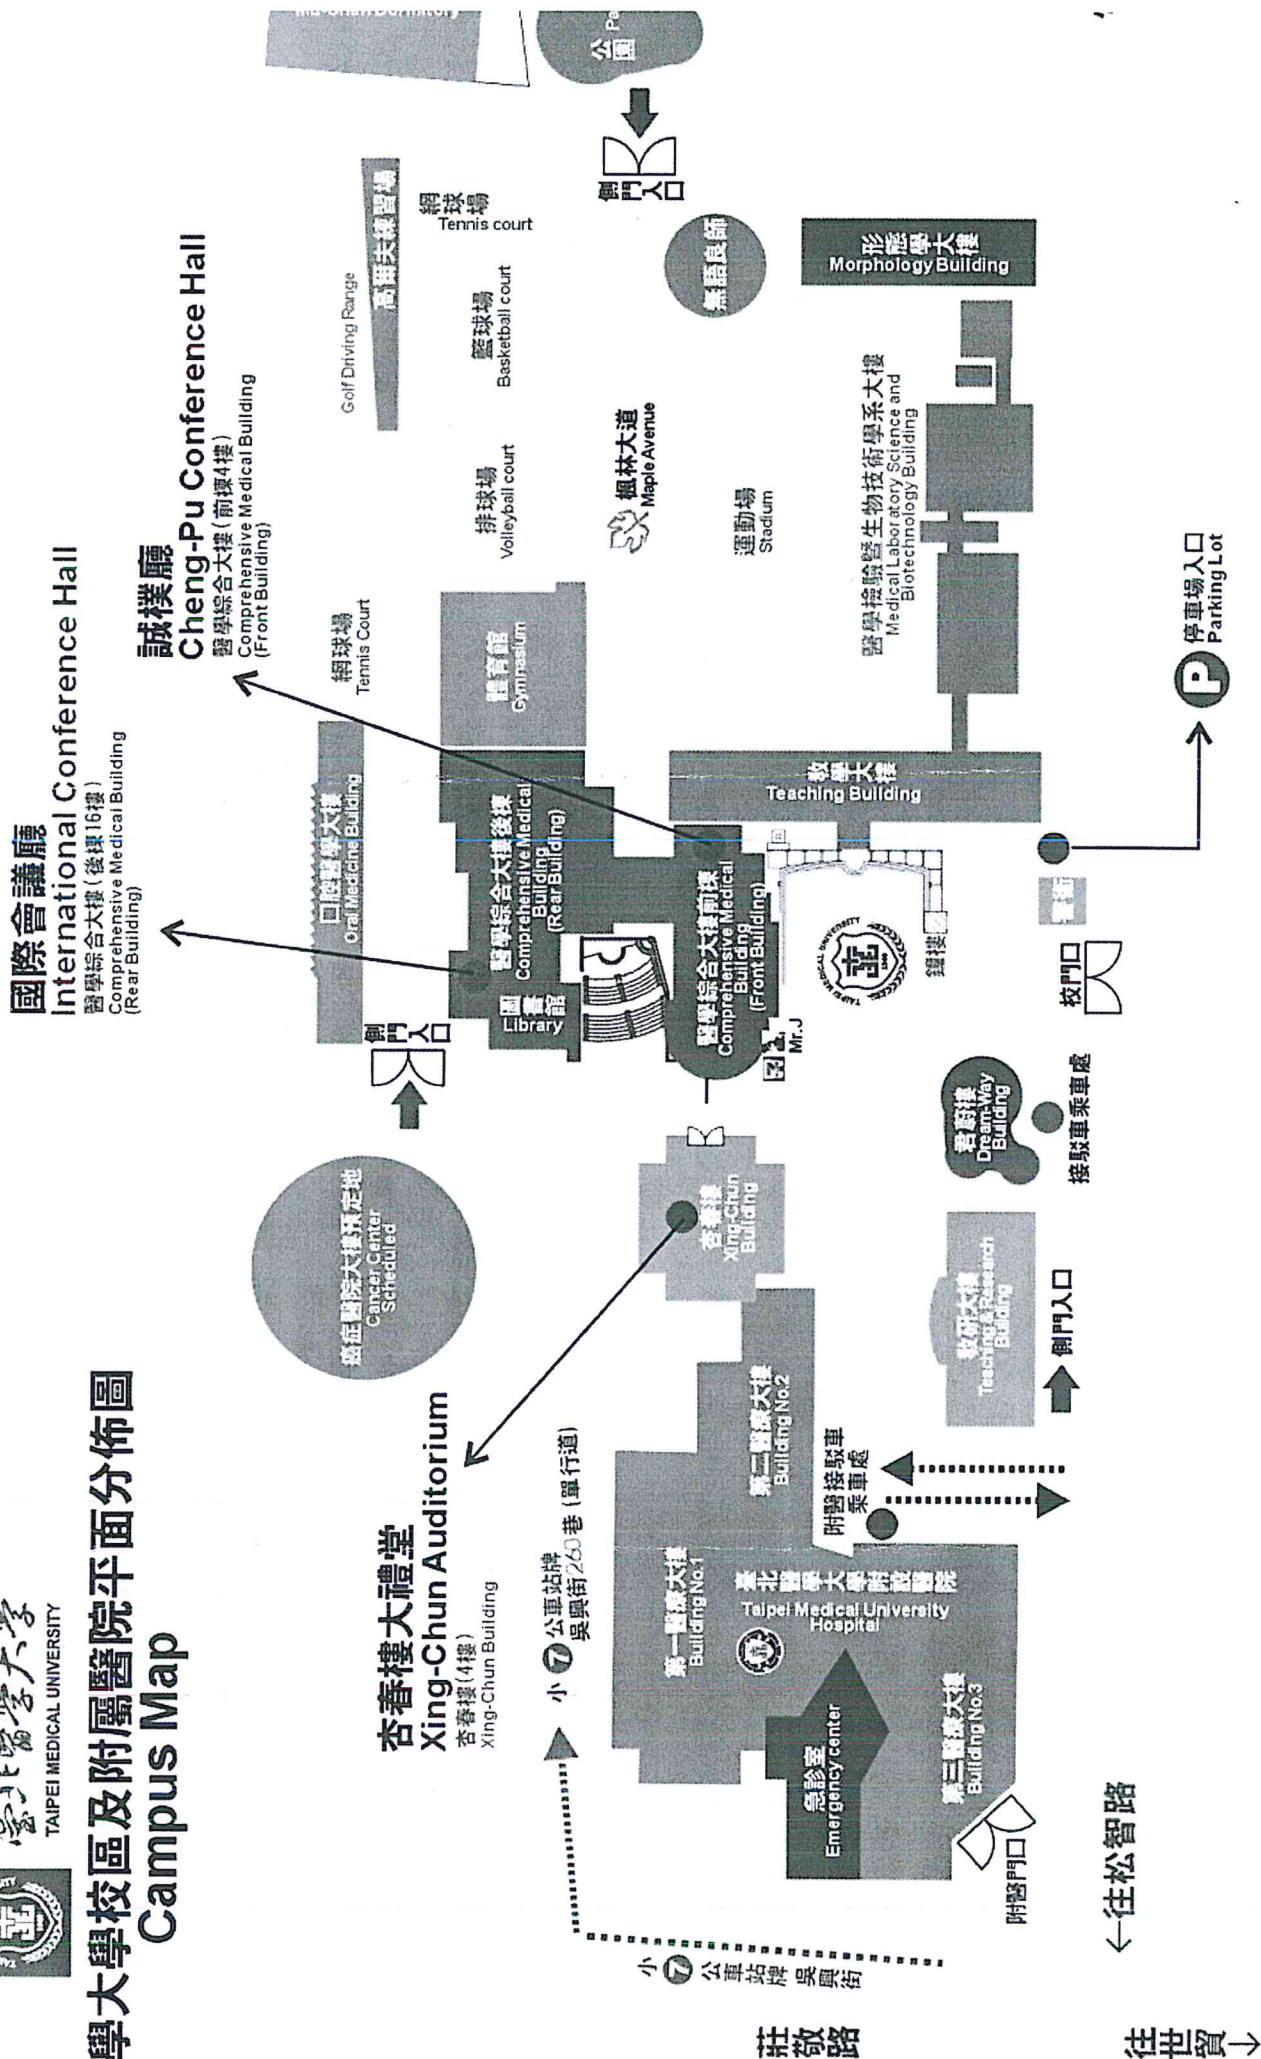 臺北醫學大學
TAIPEI MEDICAL UNIVERSITY
學大學校區及附屬醫院平面分佈圖
Campus Map
國際會議廳
International Conference Hall
醫學綜合大樓(後棟16樓)
Comprehensive Medical Building
(Rear Building)
誠樸廳
Cheng-Pu Conference Hall
醫學綜合大樓(前棟4樓)
Comprehensive Medical Building
(Front Building)
杏春樓大禮堂
Xing-Chun Auditorium
杏春樓(4樓)
Xing-Chun Building
癌症醫院大樓預定地
Cancer Center
Scheduled
側門
入口
口腔醫學大樓
Oral Medicine Building
網球場
Tennis Court
Golf Driving Range
高爾夫練習場
網球場
Tennis court
籃球場
Basketball court
排球場
Volleyball court
體育館
Gymnasium
醫學綜合大樓後棟
Comprehensive Medical
Building
(Rear Building)
圖書館
Library
公園
側門
入口
楓林大道
Maple Avenue
無語良師
運動場
Stadium
形態學大樓
Morphology Building
醫學檢驗暨生物技術學系大樓
Medical Laboratory Science and
Biotechnology Building
教學大樓
Teaching Building
醫學綜合大樓前棟
Comprehensive Medical
Building
(Front Building)
Mr.J
TAIPEI MEDICAL UNIVERSITY
鐘樓
杏春樓
Xing-Chun
Building
小7公車站牌
吳興街260巷(單行道)
第一醫療大樓
Building No.1
第二醫療大樓
Building No.2
臺北醫學大學附設醫院
Taipei Medical University
Hospital
急診室
Emergency center
第三醫療大樓
Building No.3
附醫門口
附醫接駁車
乘車處
教研大樓
Teaching & Research
Building
側門入口
君蔚樓
Dream-Way
Building
接駁車乘車處
校門口
警衛
P
停車場入口
Parking Lot
小7公車站牌 吳興街
←往松智路
莊敬路
往世貿→